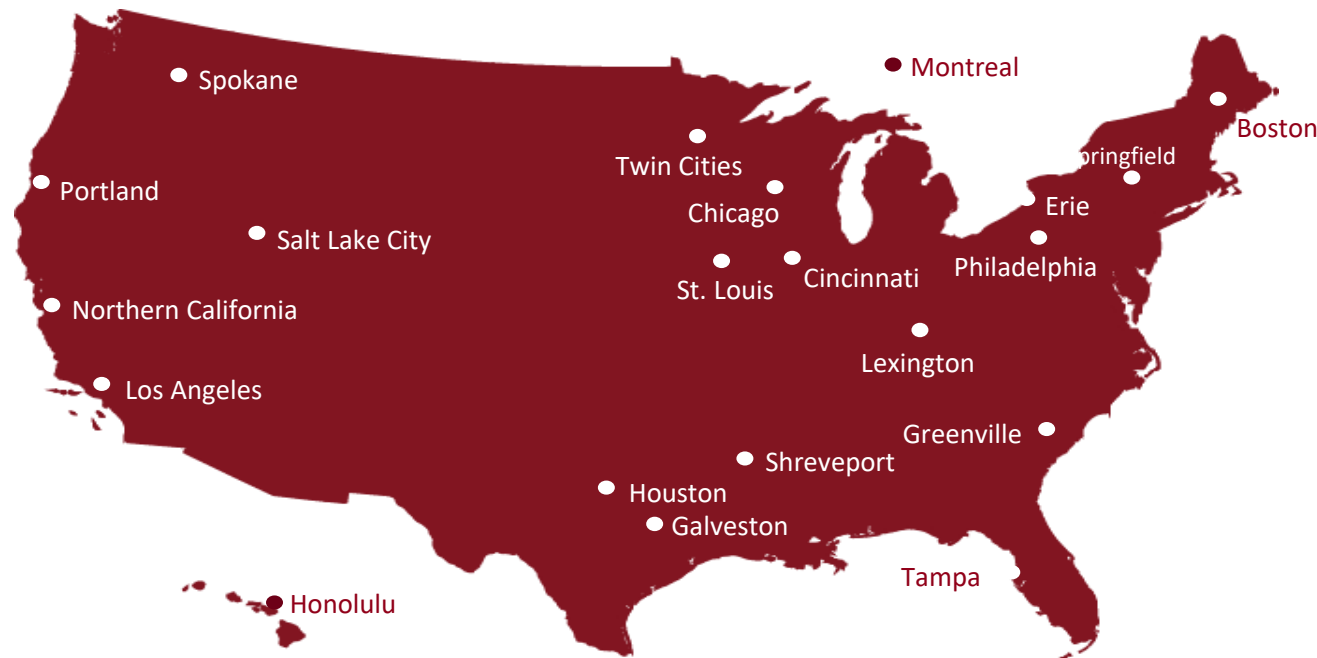 Montreal
Spokane
Boston
Twin Cities
pringfield
Portland
Chicago
Erie
Salt Lake City
Philadelphia
Cincinnati
St. Louis
Northern California
Lexington
Los Angeles
Greenville
Shreveport
Houston
Galveston
Tampa
Honolulu